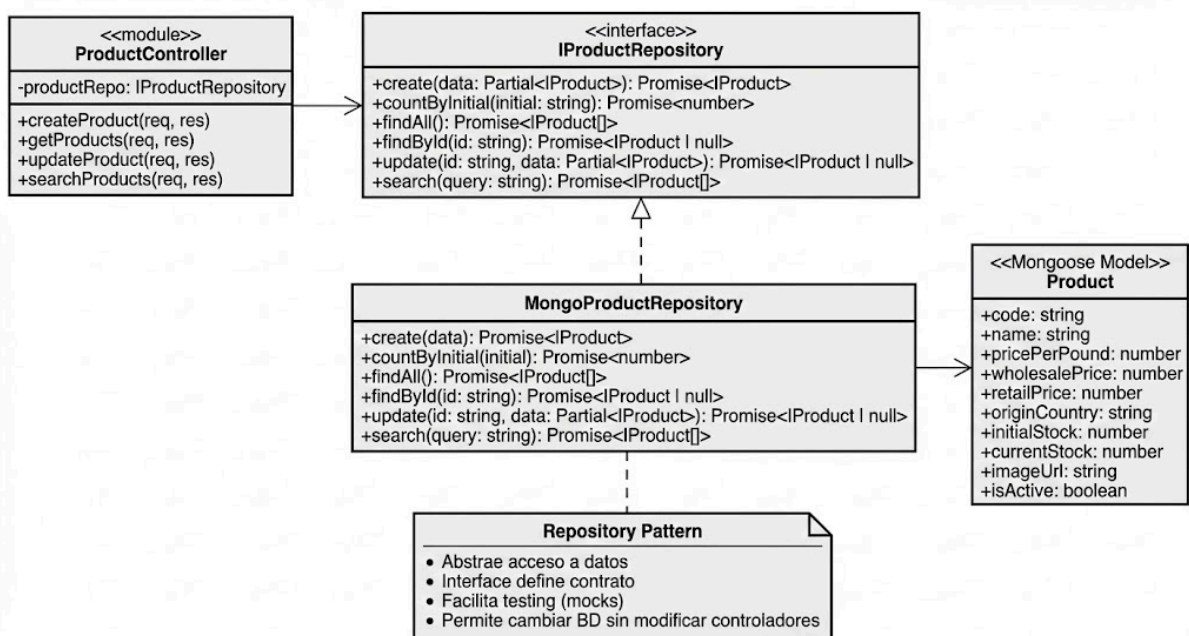 <<module>>
ProductController
-productRepo: IProductRepository
+createProduct(req, res)
+getProducts(req, res)
+updateProduct(req, res)
+searchProducts(req, res)
<<interface>>
IProductRepository
+create(data: Partial<IProduct>): Promise<IProduct>
+countByInitial(initial: string): Promise<number>
+findAll(): Promise<IProduct[]>
+findById(id: string): Promise<IProduct | null>
+update(id: string, data: Partial<IProduct>): Promise<IProduct | null>
+search(query: string): Promise<IProduct[]>
MongoProductRepository
+create(data): Promise<IProduct>
+countByInitial(initial): Promise<number>
+findAll(): Promise<IProduct[]>
+findById(id: string): Promise<IProduct | null>
+update(id: string, data: Partial<IProduct>): Promise<IProduct | null>
+search(query: string): Promise<IProduct[]>
<<Mongoose Model>>
Product
+code: string
+name: string
+pricePerPound: number
+wholesalePrice: number
+retailPrice: number
+originCountry: string
+initialStock: number
+currentStock: number
+imageUrl: string
+isActive: boolean
Repository Pattern
• Abstrae acceso a datos
• Interface define contrato
• Facilita testing (mocks)
• Permite cambiar BD sin modificar controladores